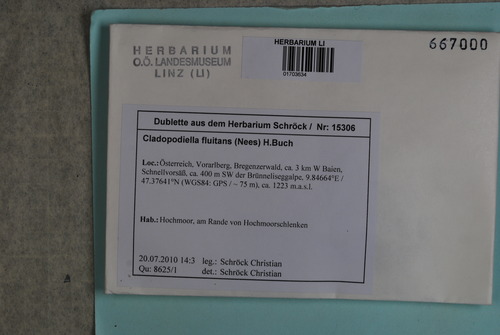 HERBARIUM
O.Ö. LANDESMUSEUM
LINZ (LI)
HERBARIUM LI
01703634
667000
Dublette aus dem Herbarium Schröck / Nr: 15306
Cladopodiella fluitans (Nees) H.Buch
Loc.: Österreich, Vorarlberg, Bregenzerwald, ca. 3 km W Baien,
Schnellvorsäß, ca. 400 m SW der Brünneliseggalpe, 9.84664°E /
47.37641°N (WGS84: GPS / ~ 75 m), ca. 1223 m.a.s.l.
Hab.: Hochmoor, am Rande von Hochmoorschlenken
20.07.2010 14:3 leg.: Schröck Christian
Qu: 8625/1 det.: Schröck Christian